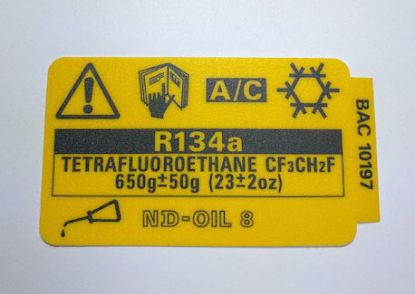 A/C
R134a
TETRAFLUOROETHANE CF₃CH₂F
650g±50g (23±2oz)
ND-OIL 8
BAC 10197